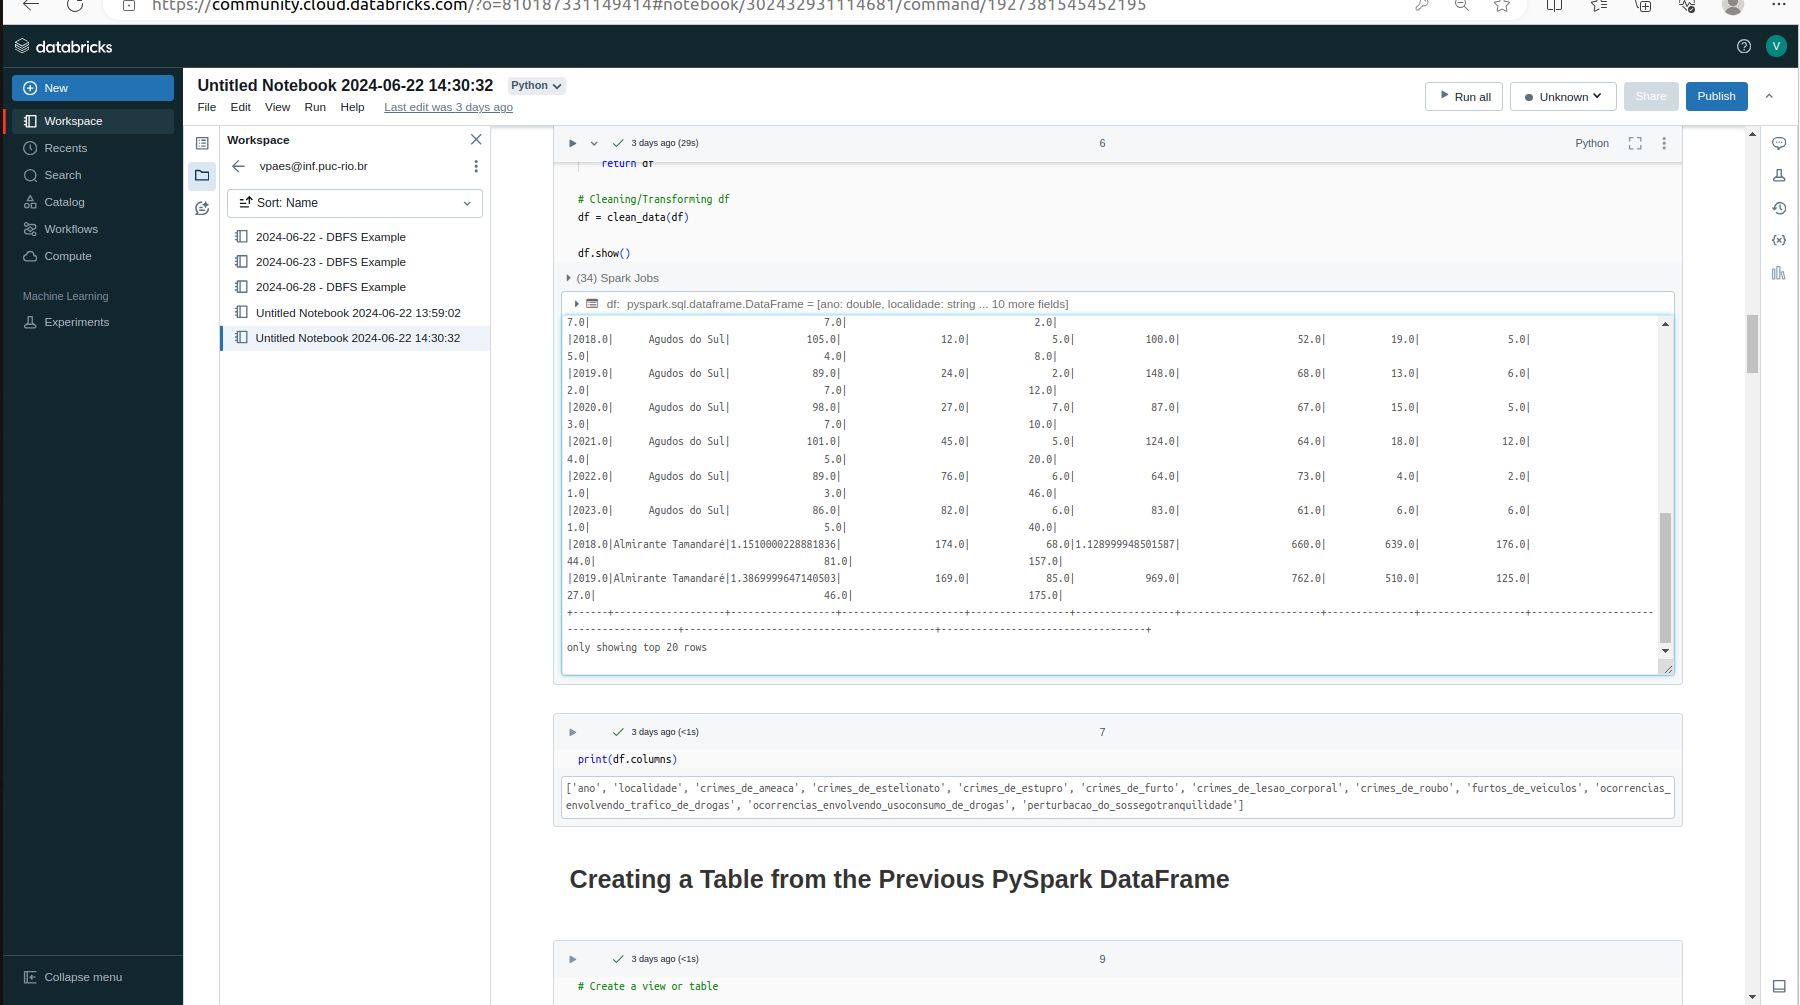 https://community.cloud.databricks.com/?o=810187331149414#notebook/302432931114681/command/1927381545452195
databricks
V
New
Workspace
Recents
Search
Catalog
Workflows
Compute
Machine Learning
Experiments
Collapse menu
Untitled Notebook 2024-06-22 14:30:32 Python
File Edit View Run Help Last edit was 3 days ago
Run all Unknown Share Publish
Workspace
vpaes@inf.puc-rio.br
Sort: Name
2024-06-22 - DBFS Example
2024-06-23 - DBFS Example
2024-06-28 - DBFS Example
Untitled Notebook 2024-06-22 13:59:02
Untitled Notebook 2024-06-22 14:30:32
3 days ago (29s) 6 Python
return df
# Cleaning/Transforming df
df = clean_data(df)
df.show()
(34) Spark Jobs
df: pyspark.sql.dataframe.DataFrame = [ano: double, localidade: string ... 10 more fields]
7.0| 7.0| 2.0|
|2018.0| Agudos do Sul| 105.0| 12.0| 5.0| 100.0| 52.0| 19.0| 5.0|
5.0| 4.0| 8.0|
|2019.0| Agudos do Sul| 89.0| 24.0| 2.0| 148.0| 68.0| 13.0| 6.0|
2.0| 7.0| 12.0|
|2020.0| Agudos do Sul| 98.0| 27.0| 7.0| 87.0| 67.0| 15.0| 5.0|
3.0| 7.0| 10.0|
|2021.0| Agudos do Sul| 101.0| 45.0| 5.0| 124.0| 64.0| 18.0| 12.0|
4.0| 5.0| 20.0|
|2022.0| Agudos do Sul| 89.0| 76.0| 6.0| 64.0| 73.0| 4.0| 2.0|
1.0| 3.0| 46.0|
|2023.0| Agudos do Sul| 86.0| 82.0| 6.0| 83.0| 61.0| 6.0| 6.0|
1.0| 5.0| 40.0|
|2018.0|Almirante Tamandaré|1.1510000228881836| 174.0| 68.0|1.128999948501587| 660.0| 639.0| 176.0|
44.0| 81.0| 157.0|
|2019.0|Almirante Tamandaré|1.3869999647140503| 169.0| 85.0| 969.0| 762.0| 510.0| 125.0|
27.0| 46.0| 175.0|
+------+-------------------+------------------+---------------------+-----------------+-----------------+------------------------+---------------+------------------+---------------------
--------------------+-------------------------------------------+-----------------------------------+
only showing top 20 rows
3 days ago (<1s) 7
print(df.columns)
['ano', 'localidade', 'crimes_de_ameaca', 'crimes_de_estelionato', 'crimes_de_estupro', 'crimes_de_furto', 'crimes_de_lesao_corporal', 'crimes_de_roubo', 'furtos_de_veiculos', 'ocorrencias_
envolvendo_trafico_de_drogas', 'ocorrencias_envolvendo_usoconsumo_de_drogas', 'perturbacao_do_sossegotranquilidade']
Creating a Table from the Previous PySpark DataFrame
3 days ago (<1s) 9
# Create a view or table